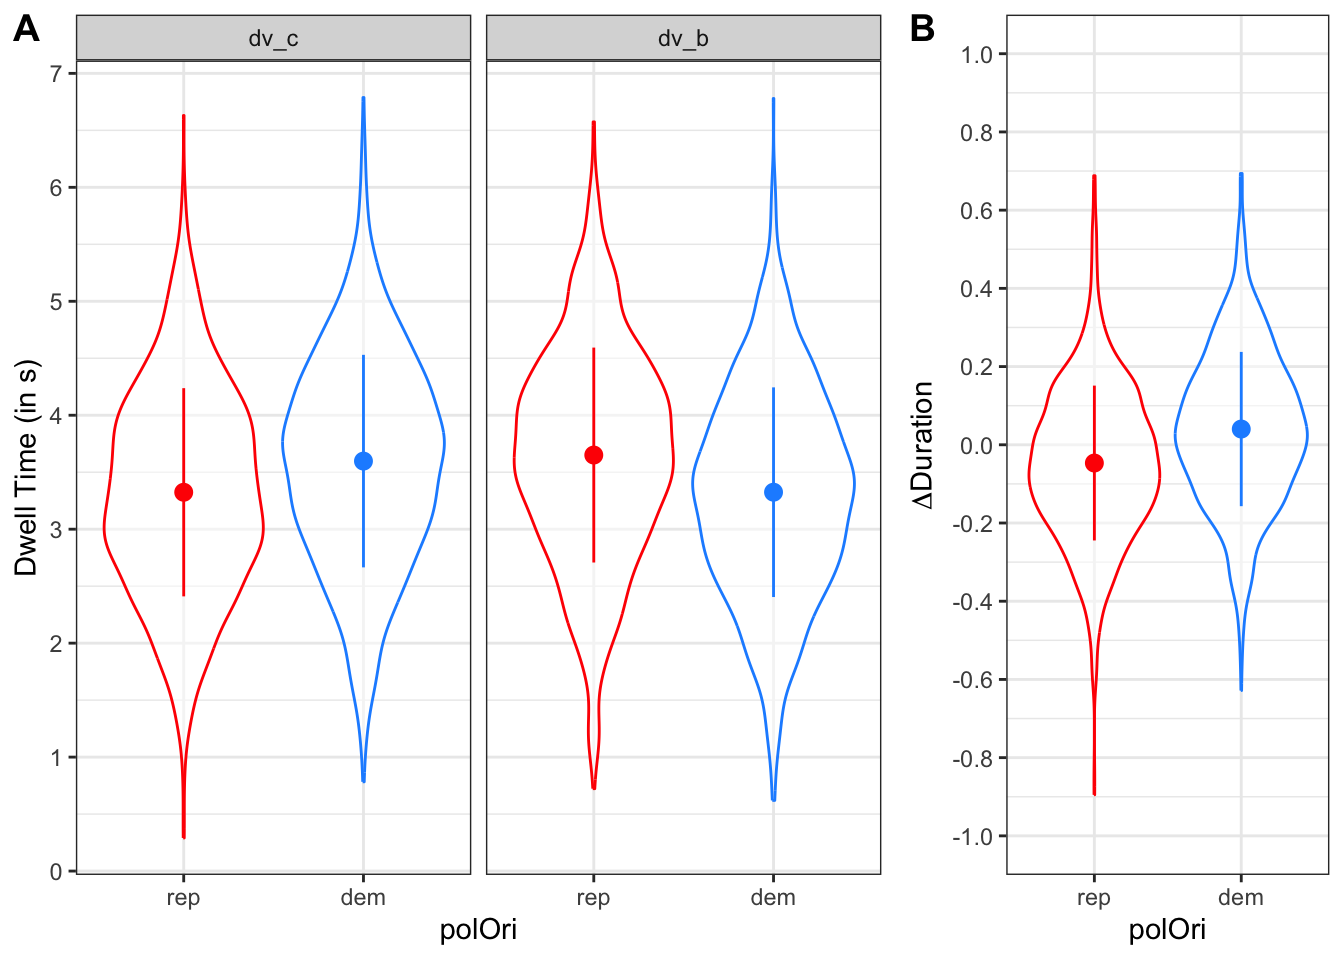 A
dv_c
dv_b
7
6
5
4
3
2
1
0
Dwell Time (in s)
rep
dem
rep
dem
polOri
B
1.0
0.8
0.6
0.4
0.2
0.0
-0.2
-0.4
-0.6
-0.8
-1.0
ΔDuration
rep
dem
polOri